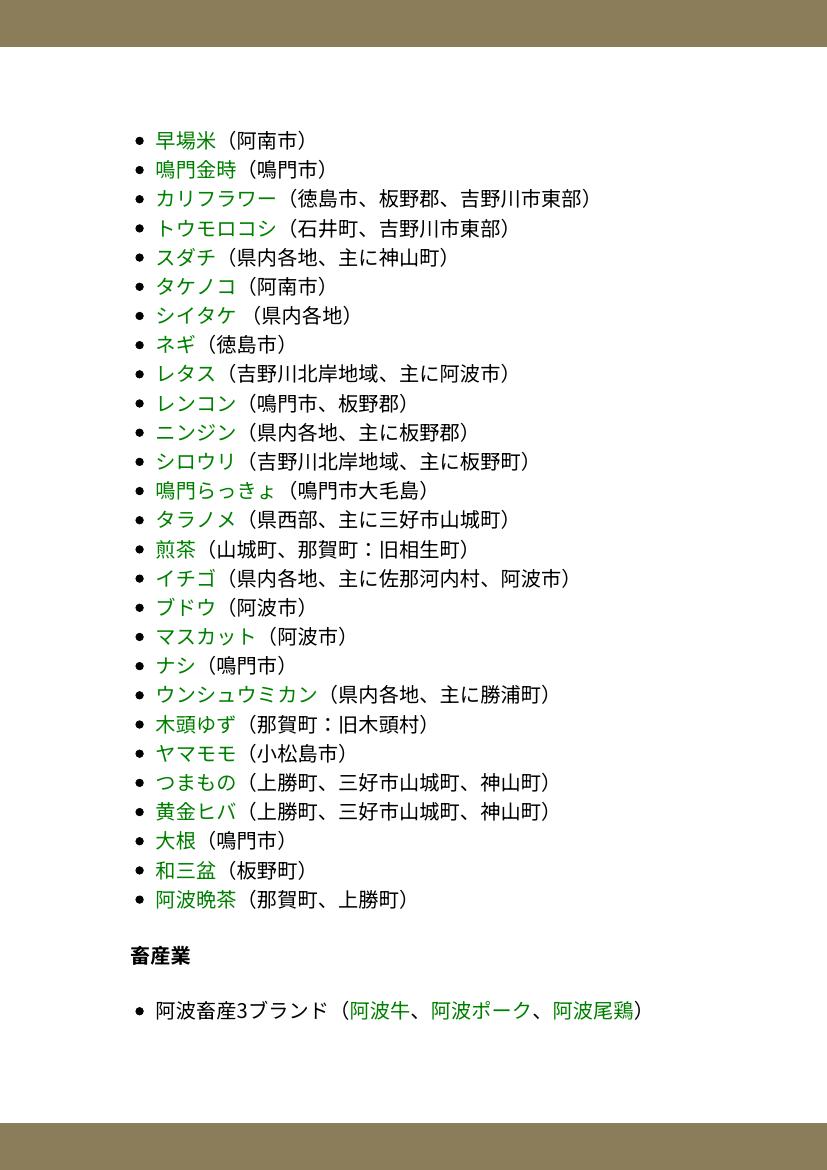 • 早場米（阿南市）
• 鳴門金時（鳴門市）
• カリフラワー（徳島市、板野郡、吉野川市東部）
• トウモロコシ（石井町、吉野川市東部）
• スダチ（県内各地、主に神山町）
• タケノコ（阿南市）
• シイタケ （県内各地）
• ネギ（徳島市）
• レタス（吉野川北岸地域、主に阿波市）
• レンコン（鳴門市、板野郡）
• ニンジン（県内各地、主に板野郡）
• シロウリ（吉野川北岸地域、主に板野町）
• 鳴門らっきょ（鳴門市大毛島）
• タラノメ（県西部、主に三好市山城町）
• 煎茶（山城町、那賀町：旧相生町）
• イチゴ（県内各地、主に佐那河内村、阿波市）
• ブドウ（阿波市）
• マスカット（阿波市）
• ナシ（鳴門市）
• ウンシュウミカン（県内各地、主に勝浦町）
• 木頭ゆず（那賀町：旧木頭村）
• ヤマモモ（小松島市）
• つまもの（上勝町、三好市山城町、神山町）
• 黄金ヒバ（上勝町、三好市山城町、神山町）
• 大根（鳴門市）
• 和三盆（板野町）
• 阿波晩茶（那賀町、上勝町）
畜産業
• 阿波畜産3ブランド（阿波牛、阿波ポーク、阿波尾鶏）